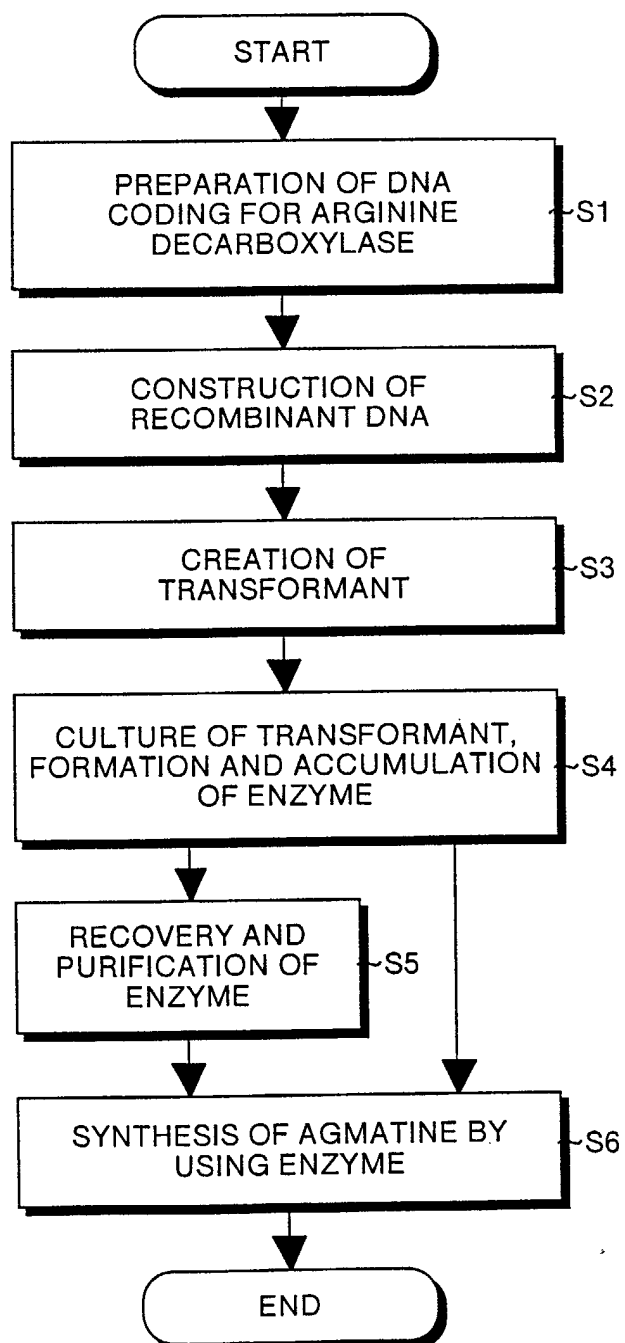 START
PREPARATION OF DNA
CODING FOR ARGININE
DECARBOXYLASE
S1
CONSTRUCTION OF
RECOMBINANT DNA
S2
CREATION OF
TRANSFORMANT
S3
CULTURE OF TRANSFORMANT,
FORMATION AND ACCUMULATION
OF ENZYME
S4
RECOVERY AND
PURIFICATION OF
ENZYME
S5
SYNTHESIS OF AGMATINE BY
USING ENZYME
S6
END